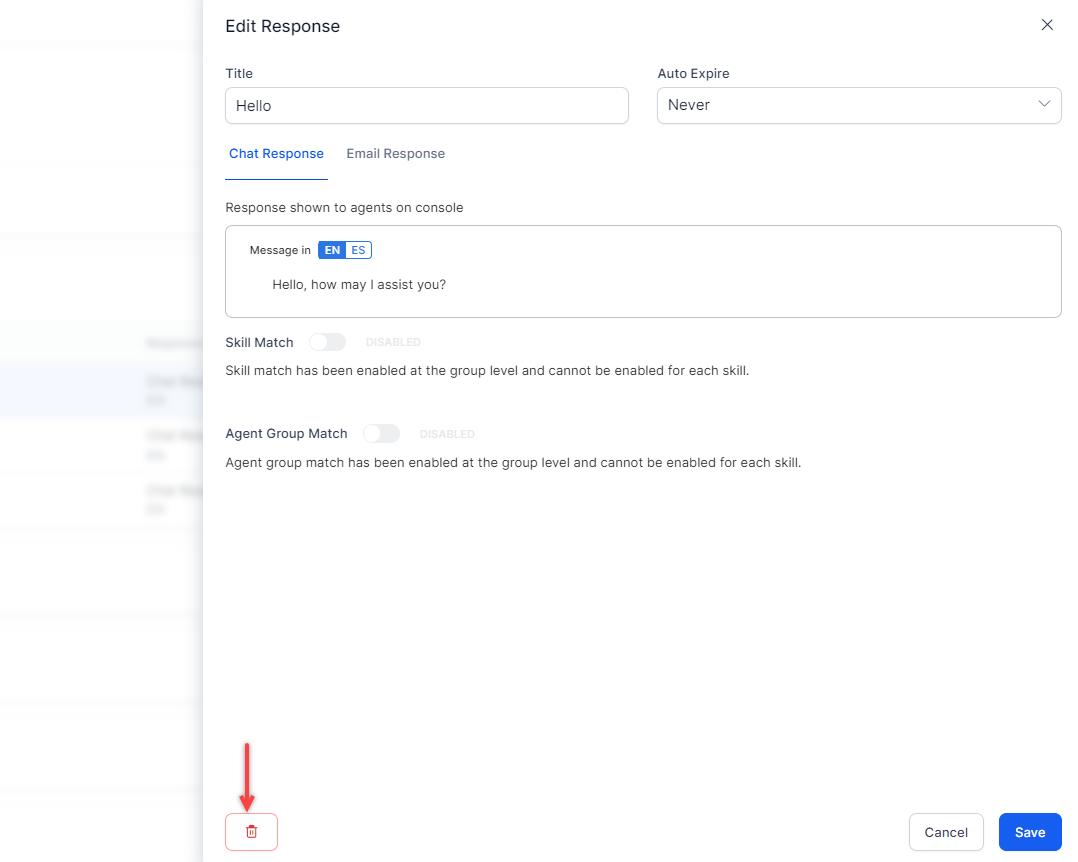 Edit Response
Title
Auto Expire
Hello
Never
Chat Response
Email Response
Response shown to agents on console
Message in EN ES
Hello, how may I assist you?
Skill Match DISABLED
Skill match has been enabled at the group level and cannot be enabled for each skill.
Agent Group Match DISABLED
Agent group match has been enabled at the group level and cannot be enabled for each skill.
Cancel
Save